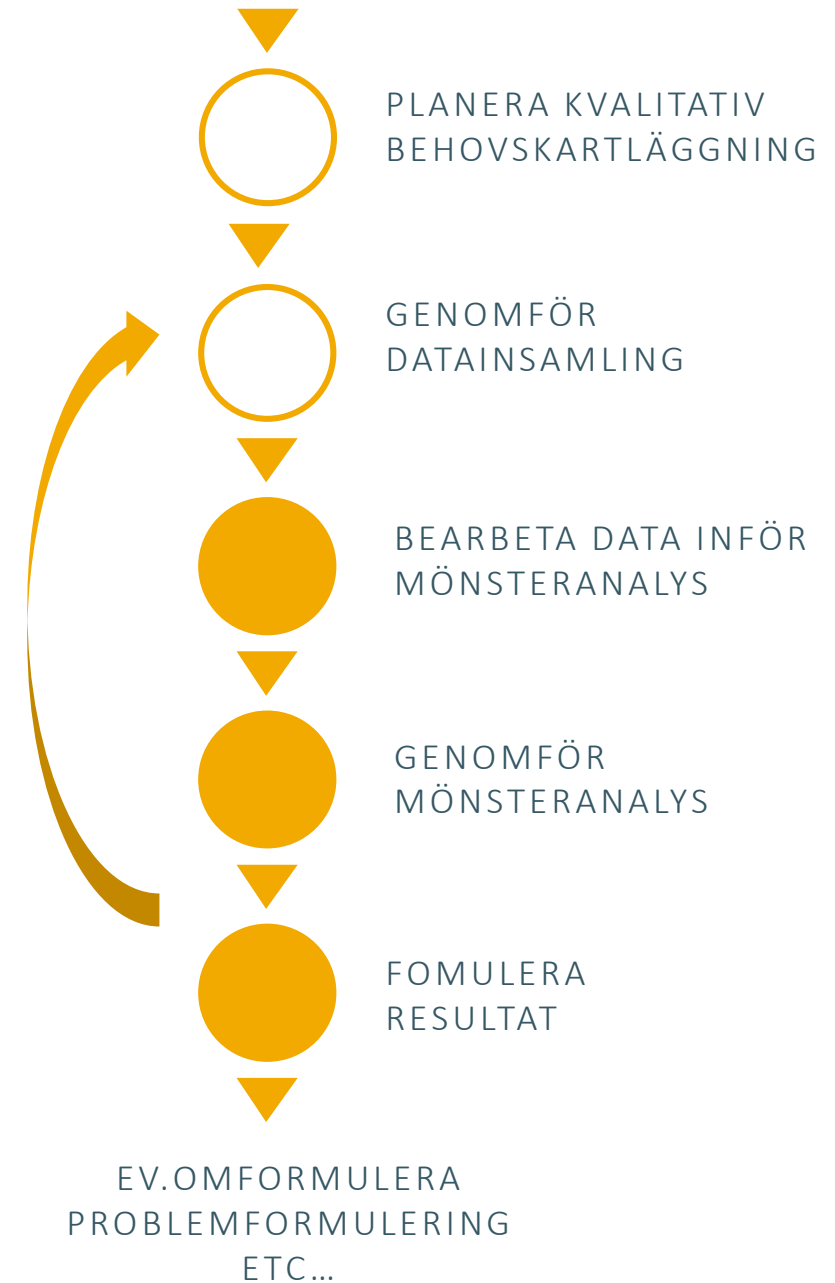 PLANERA KVALITATIV
BEHOVSKARTLÄGGNING
GENOMFÖR
DATAINSAMLING
BEARBETA DATA INFÖR
MÖNSTERANALYS
GENOMFÖR
MÖNSTERANALYS
FOMULERA
RESULTAT
EV.OMFORMULERA
PROBLEMFORMULERING
ETC…